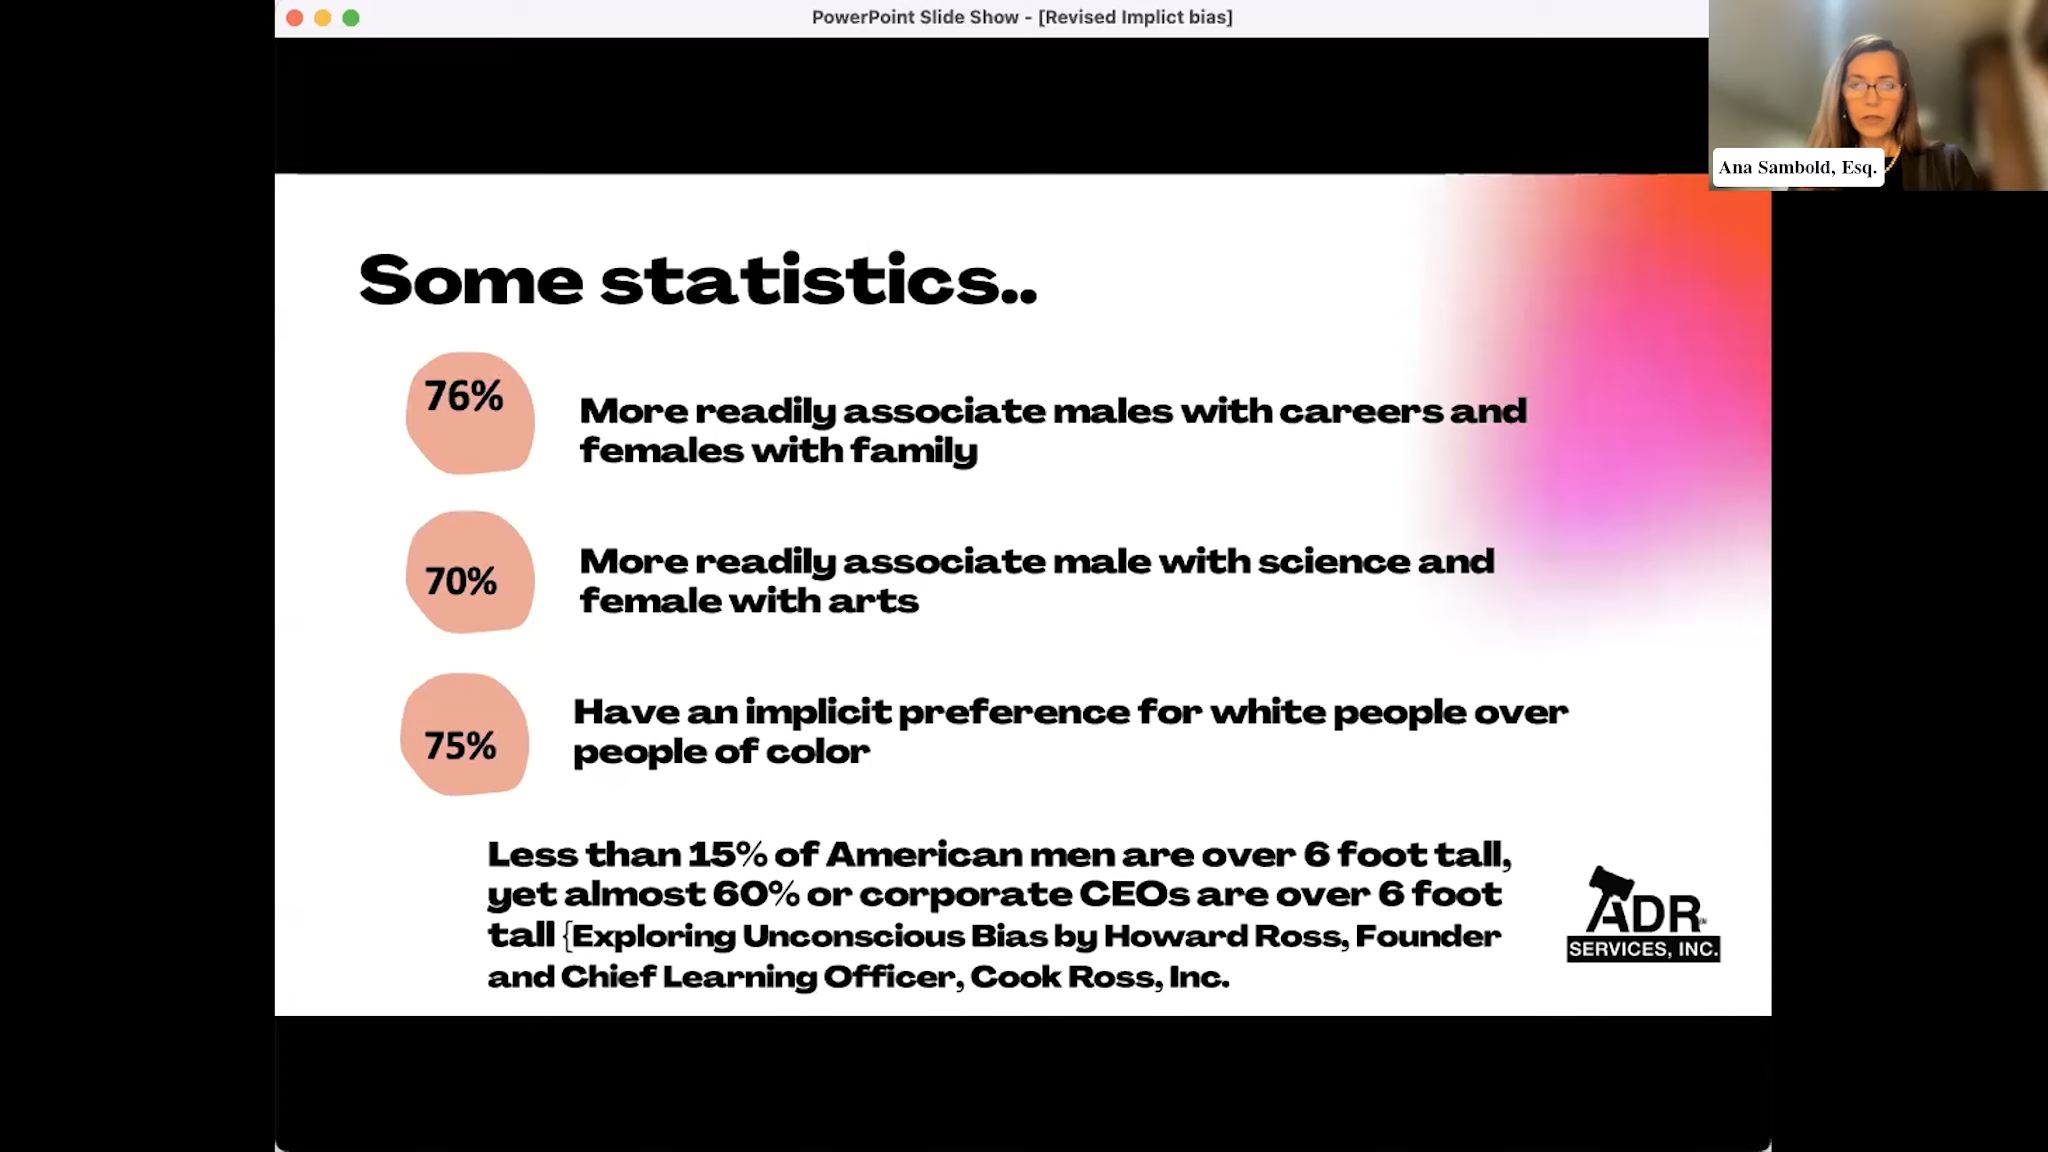 PowerPoint Slide Show - [Revised Implict bias]
Ana Sambold, Esq.
Some statistics..
76%
More readily associate males with careers and
females with family
70%
More readily associate male with science and
female with arts
75%
Have an implicit preference for white people over
people of color
Less than 15% of American men are over 6 foot tall,
yet almost 60% or corporate CEOs are over 6 foot
tall {Exploring Unconscious Bias by Howard Ross, Founder
and Chief Learning Officer, Cook Ross, Inc.
ADR
SERVICES, INC.